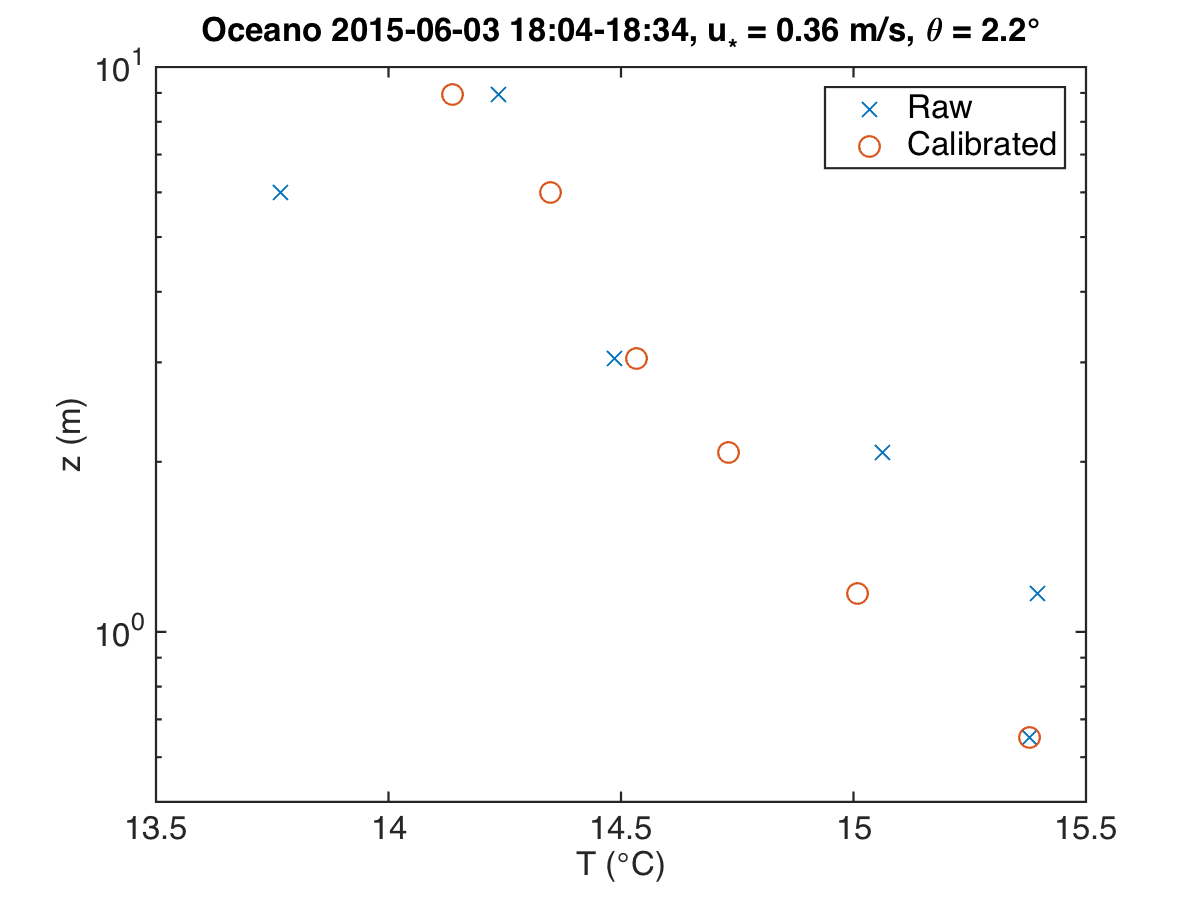 Oceano 2015-06-03 18:04-18:34, u* = 0.36 m/s, θ = 2.2°
10¹
Raw
Calibrated
z (m)
10⁰
13.5 14 14.5 15 15.5
T (°C)